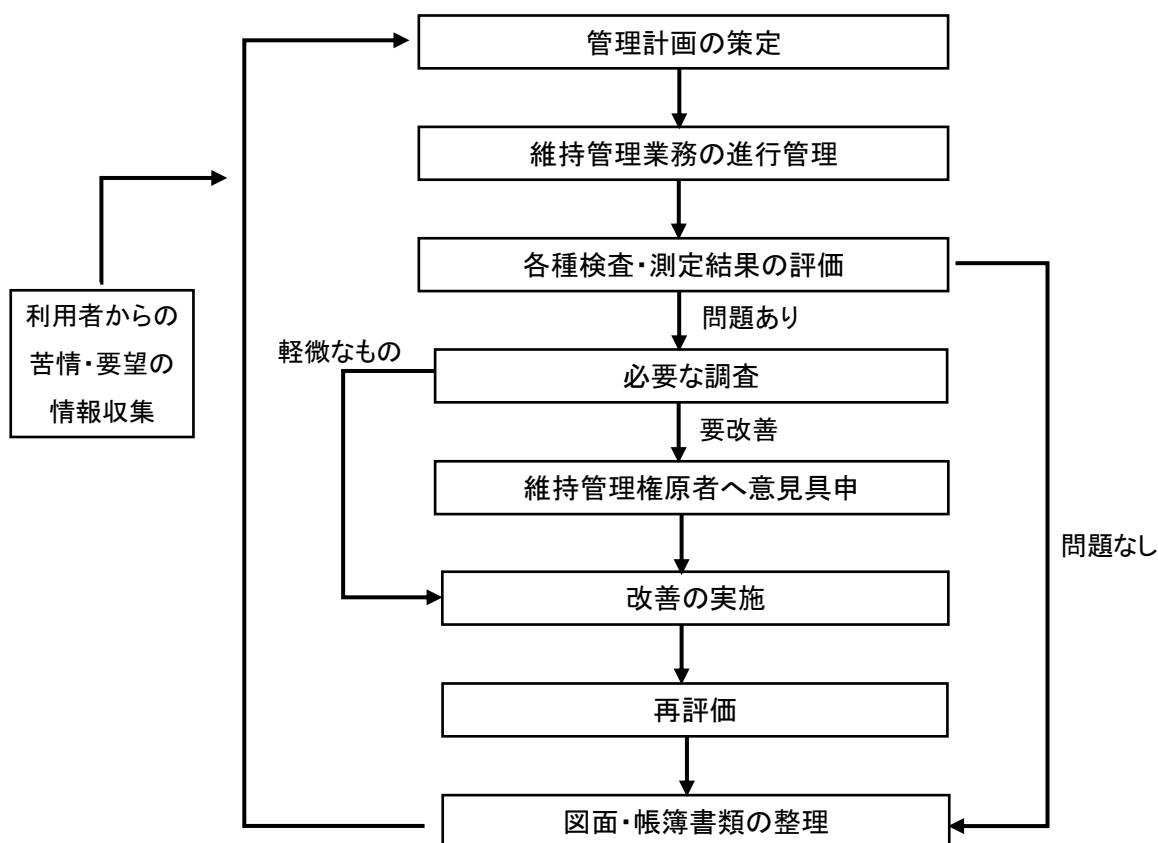 管理計画の策定
維持管理業務の進行管理
各種検査・測定結果の評価
問題あり
利用者からの
苦情・要望の
情報収集
軽微なもの
必要な調査
要改善
維持管理権原者へ意見具申
問題なし
改善の実施
再評価
図面・帳簿書類の整理